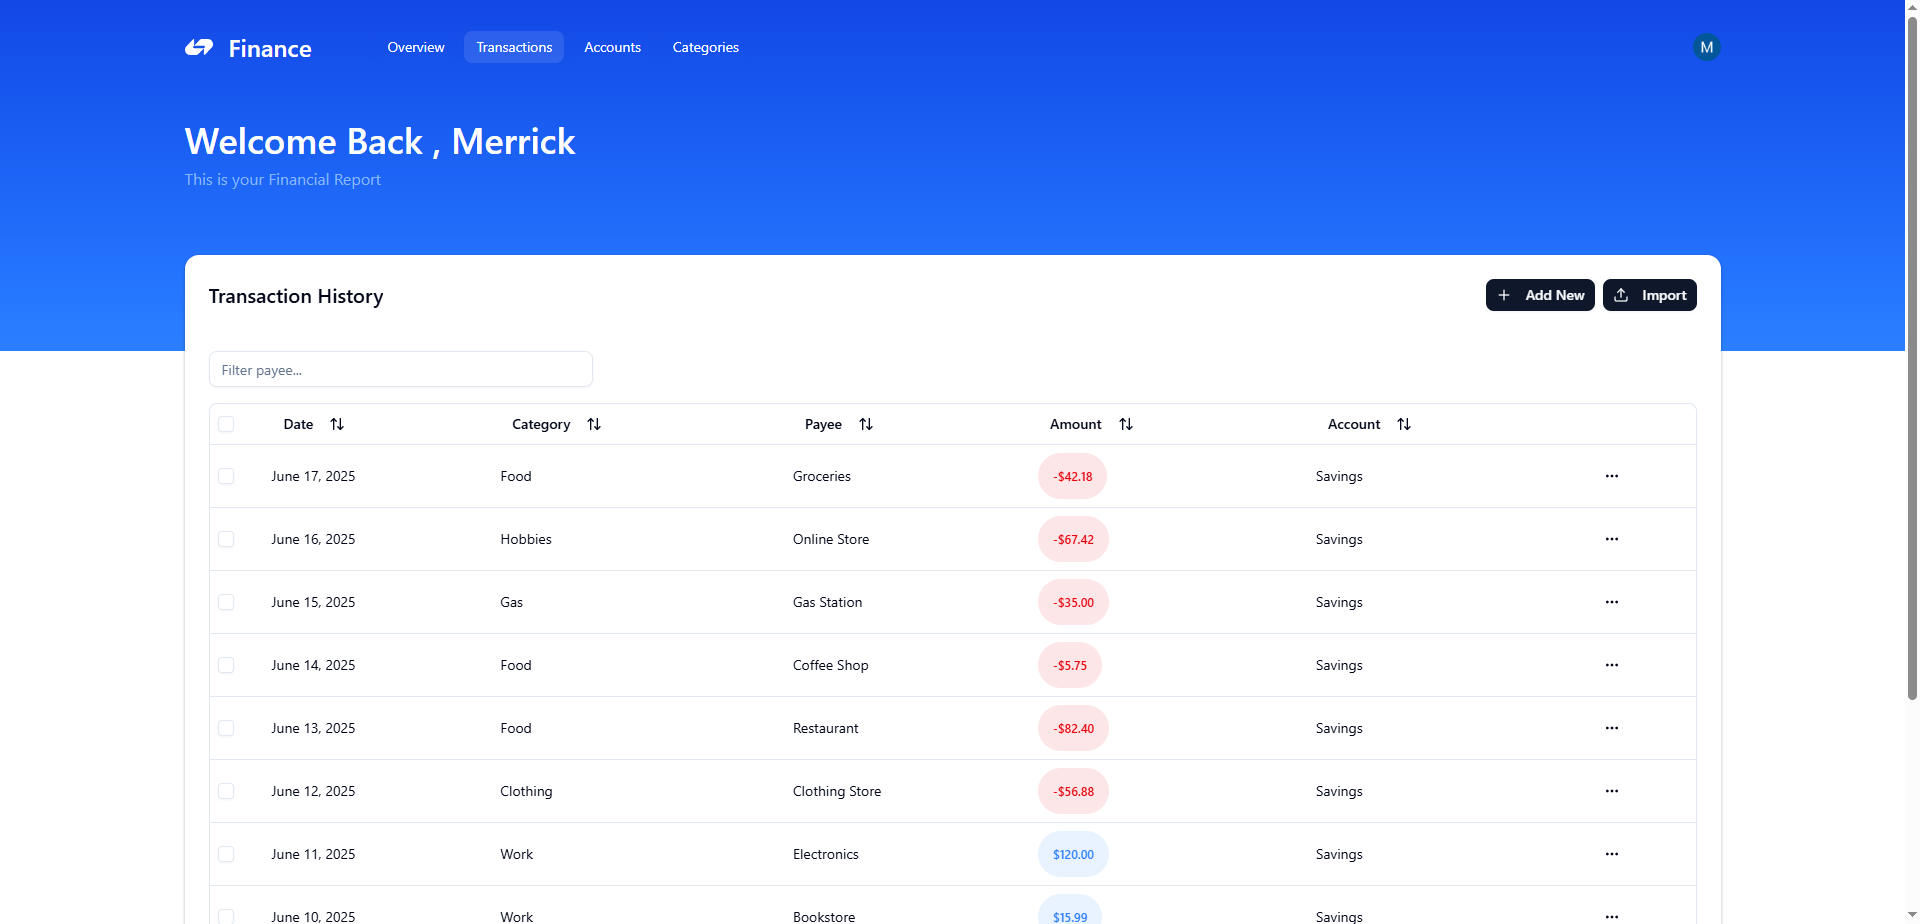 Finance Overview Transactions Accounts Categories M
Welcome Back , Merrick
This is your Financial Report
Transaction History + Add New Import
Filter payee...
Date Category Payee Amount Account
June 17, 2025 Food Groceries -$42.18 Savings ...
June 16, 2025 Hobbies Online Store -$67.42 Savings ...
June 15, 2025 Gas Gas Station -$35.00 Savings ...
June 14, 2025 Food Coffee Shop -$5.75 Savings ...
June 13, 2025 Food Restaurant -$82.40 Savings ...
June 12, 2025 Clothing Clothing Store -$56.88 Savings ...
June 11, 2025 Work Electronics $120.00 Savings ...
June 10, 2025 Work Bookstore $15.99 Savings ...